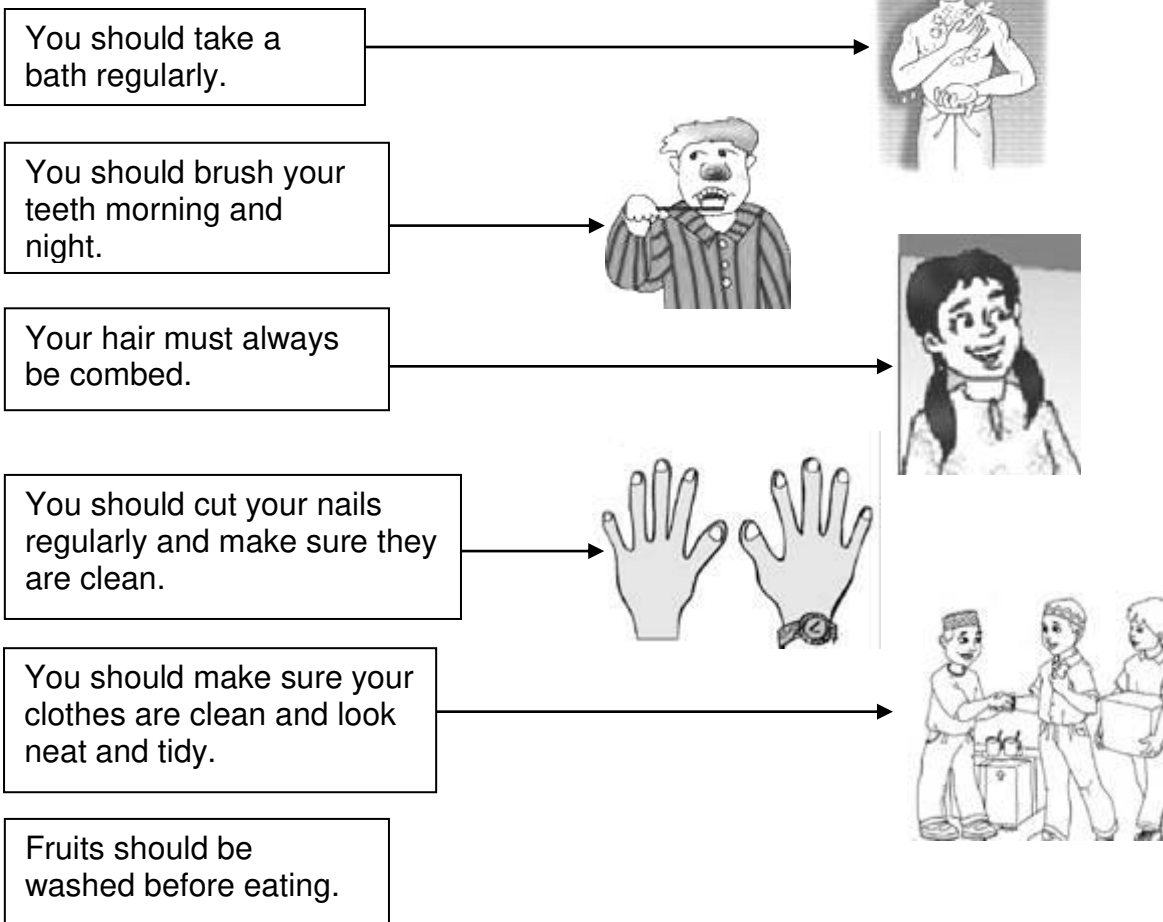 You should take a
bath regularly.
You should brush your
teeth morning and
night.
Your hair must always
be combed.
You should cut your nails
regularly and make sure they
are clean.
You should make sure your
clothes are clean and look
neat and tidy.
Fruits should be
washed before eating.